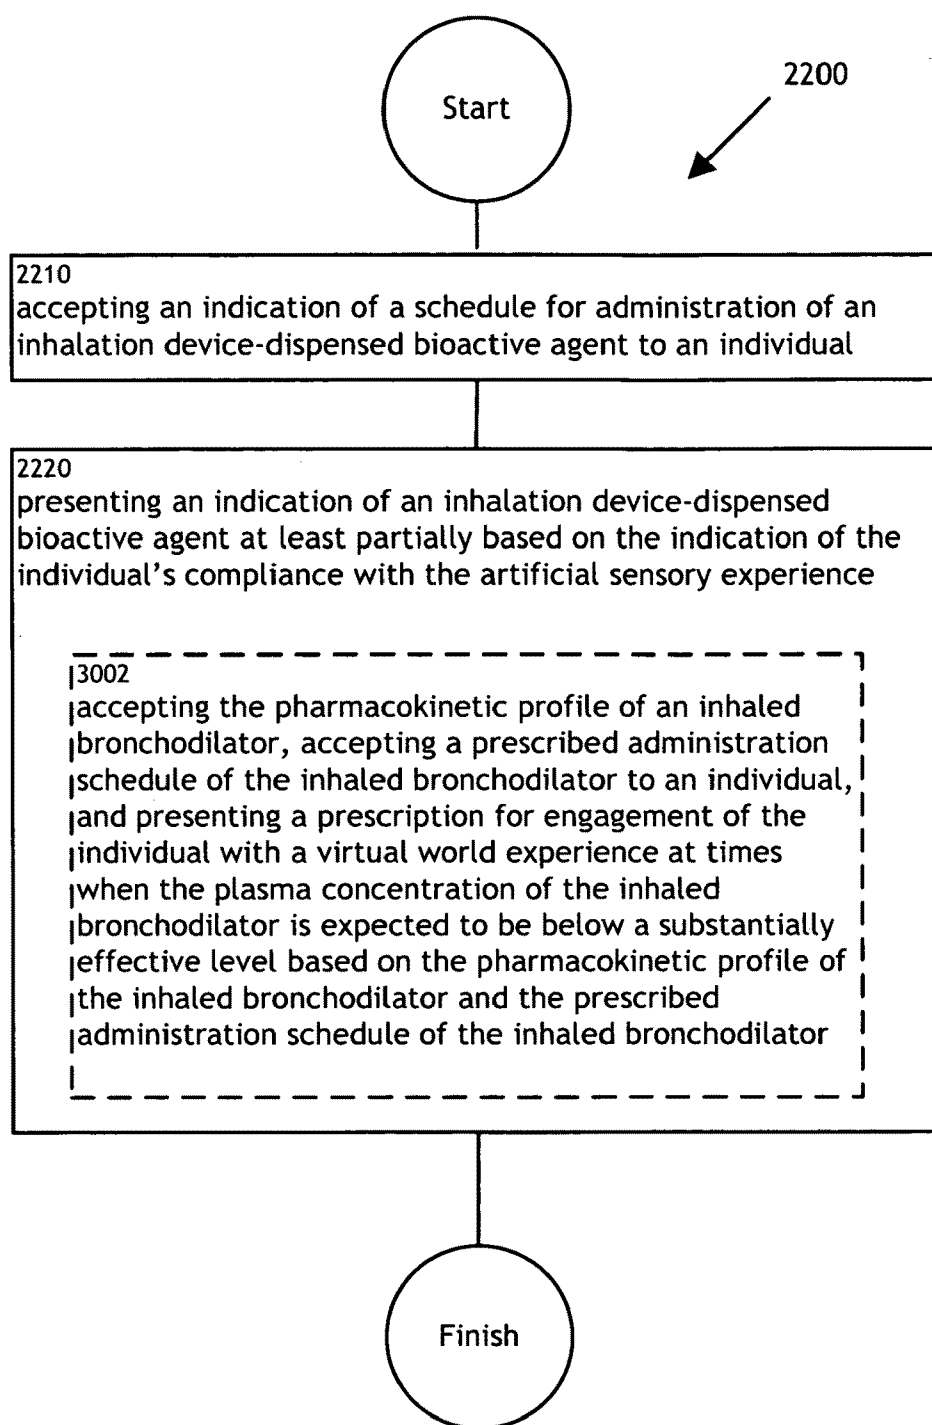 Start
2200
2210
accepting an indication of a schedule for administration of an
inhalation device-dispensed bioactive agent to an individual
2220
presenting an indication of an inhalation device-dispensed
bioactive agent at least partially based on the indication of the
individual's compliance with the artificial sensory experience
3002
accepting the pharmacokinetic profile of an inhaled
bronchodilator, accepting a prescribed administration
schedule of the inhaled bronchodilator to an individual,
and presenting a prescription for engagement of the
individual with a virtual world experience at times
when the plasma concentration of the inhaled
bronchodilator is expected to be below a substantially
effective level based on the pharmacokinetic profile of
the inhaled bronchodilator and the prescribed
administration schedule of the inhaled bronchodilator
Finish